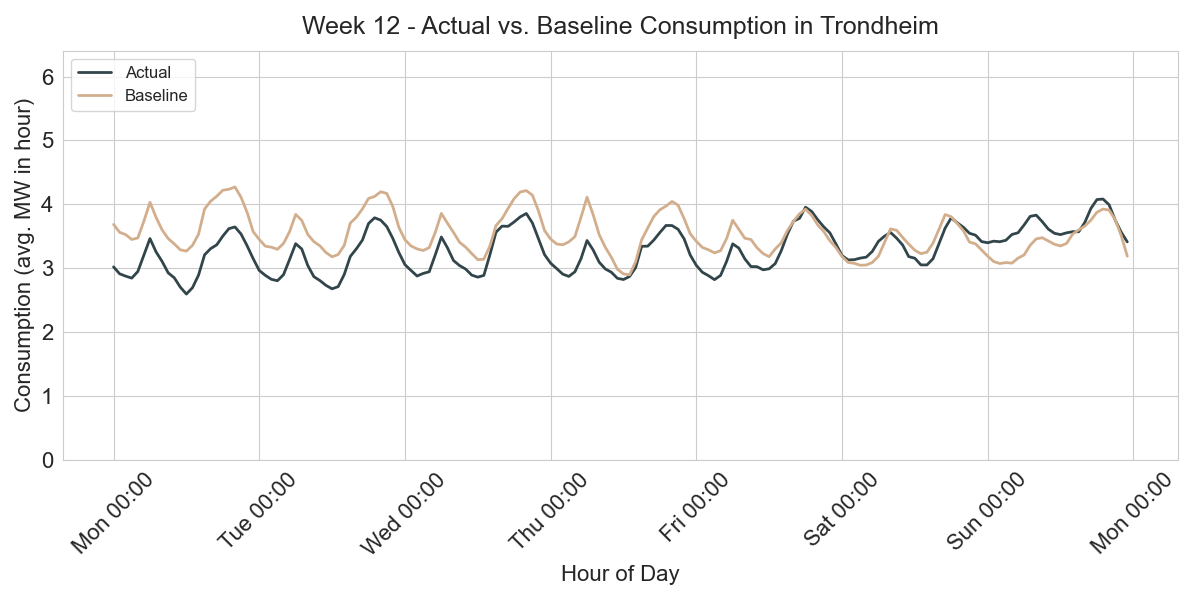 Week 12 - Actual vs. Baseline Consumption in Trondheim
Actual
Baseline
Consumption (avg. MW in hour)
6
5
4
3
2
1
0
Mon 00:00
Tue 00:00
Wed 00:00
Thu 00:00
Fri 00:00
Sat 00:00
Sun 00:00
Mon 00:00
Hour of Day